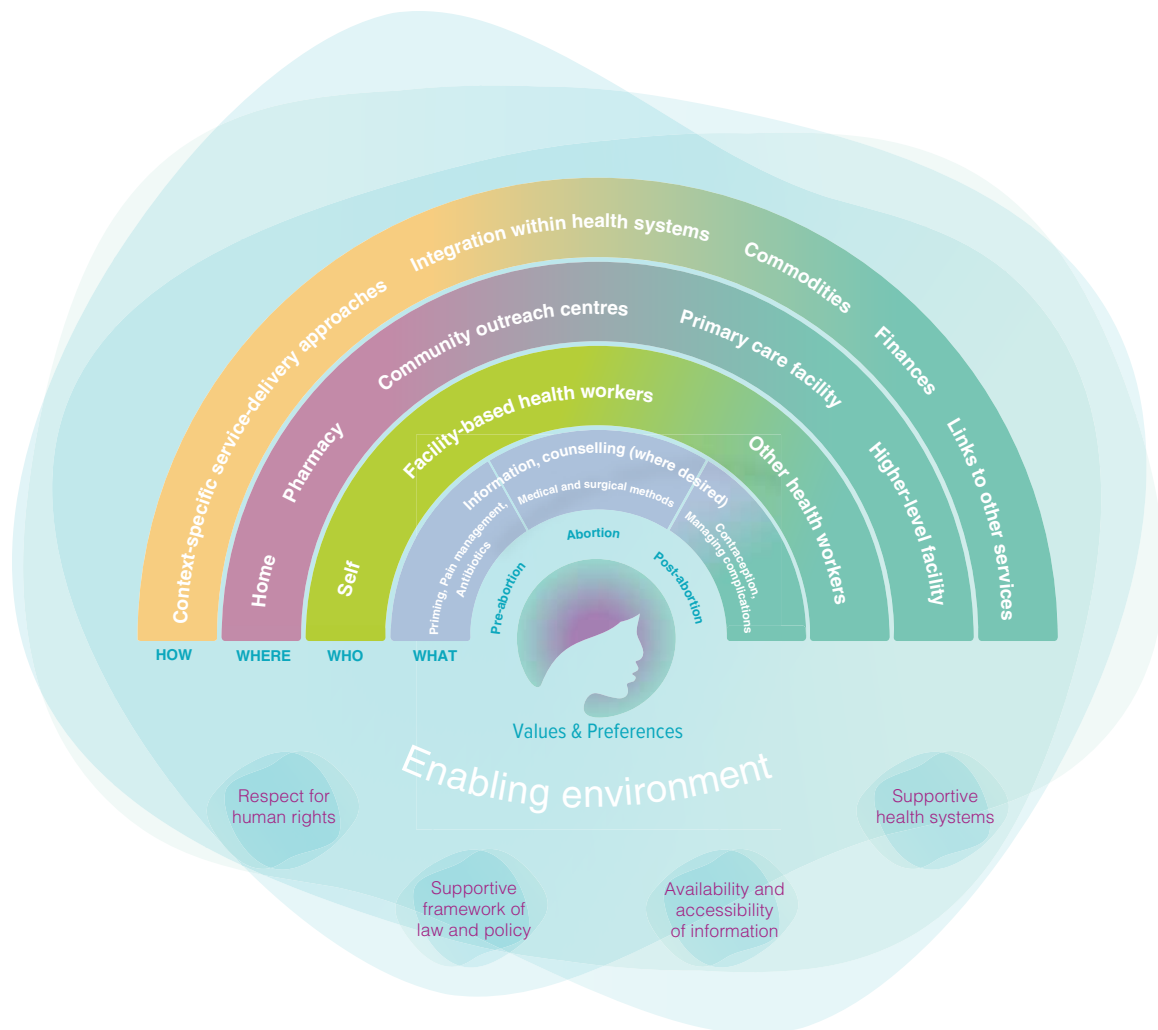 Context-specific service-delivery approaches
Integration within health systems
Commodities
Finances
Links to other services
Home
Pharmacy
Community outreach centres
Primary care facility
Higher-level facility
Self
Facility-based health workers
Other health workers
Information, counselling (where desired)
Priming, Pain management,
Antibiotics
Medical and surgical methods
Contraception,
Managing complications
Pre-abortion
Abortion
Post-abortion
HOW
WHERE
WHO
WHAT
Values & Preferences
Enabling environment
Respect for
human rights
Supportive
framework of
law and policy
Availability and
accessibility
of information
Supportive
health systems